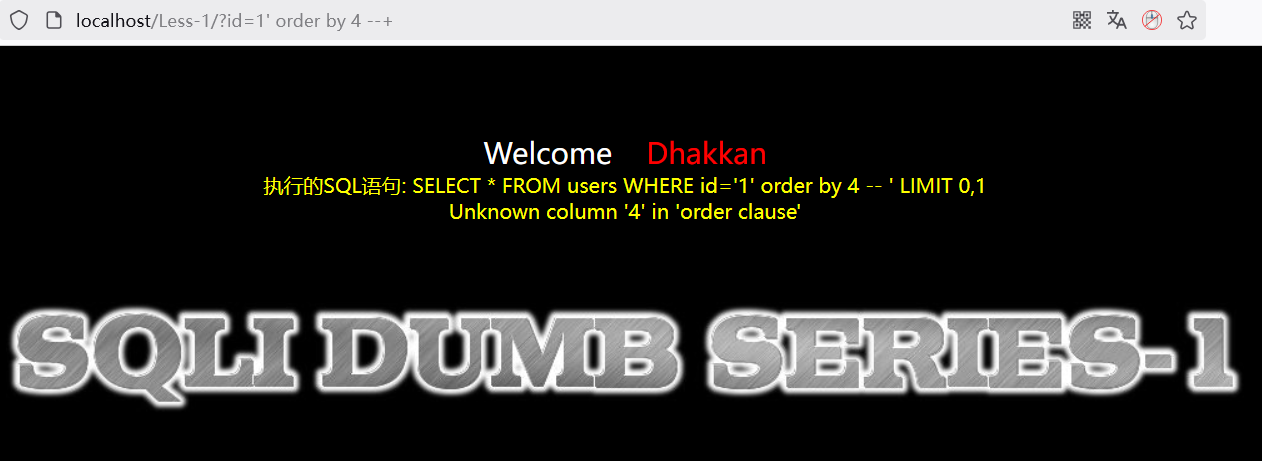 localhost/Less-1/?id=1' order by 4 --+
Welcome Dhakkan
执行的SQL语句: SELECT * FROM users WHERE id='1' order by 4 -- ' LIMIT 0,1
Unknown column '4' in 'order clause'
SQLI DUMB SERIES-1